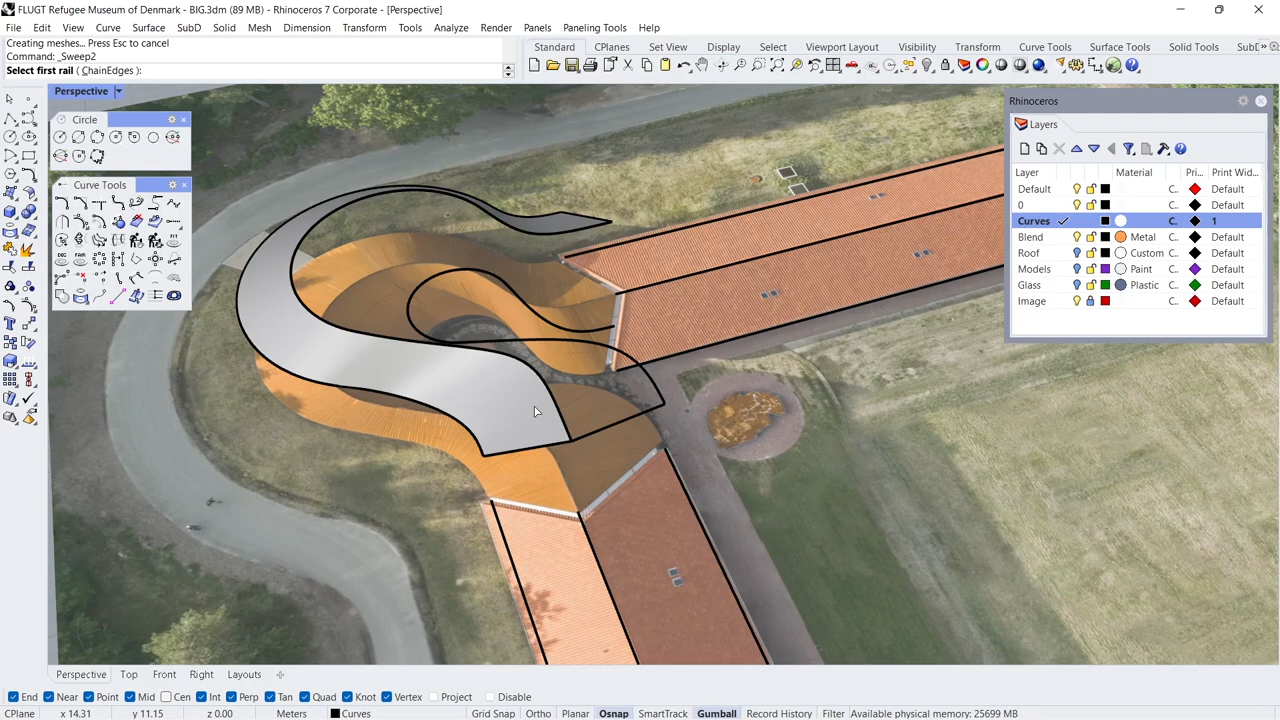 FLUGT Refugee Museum of Denmark - BIG.3dm (89 MB) - Rhinoceros 7 Corporate - [Perspective]
File Edit View Curve Surface SubD Solid Mesh Dimension Transform Tools Analyze Render Panels Paneling Tools Help
Creating meshes... Press Esc to cancel
Command: _Sweep2
Select first rail ( ChainEdges ):
Standard CPlanes Set View Display Select Viewport Layout Visibility Transform Curve Tools Surface Tools Solid Tools SubD
Perspective
Circle
Curve Tools
Rhinoceros
Layers
Layer Material Pri... Print Wid...
Default C.. Default
0 C.. Default
Curves C.. 1
Blend Metal C.. Default
Roof Custom C.. Default
Models Paint C.. Default
Glass Plastic C.. Default
Image C.. Default
Perspective Top Front Right Layouts
End Near Point Mid Cen Int Perp Tan Quad Knot Vertex Project Disable
CPlane x 14.31 y 11.15 z 0.00 Meters Curves Grid Snap Ortho Planar Osnap SmartTrack Gumball Record History Filter Available physical memory: 25699 MB